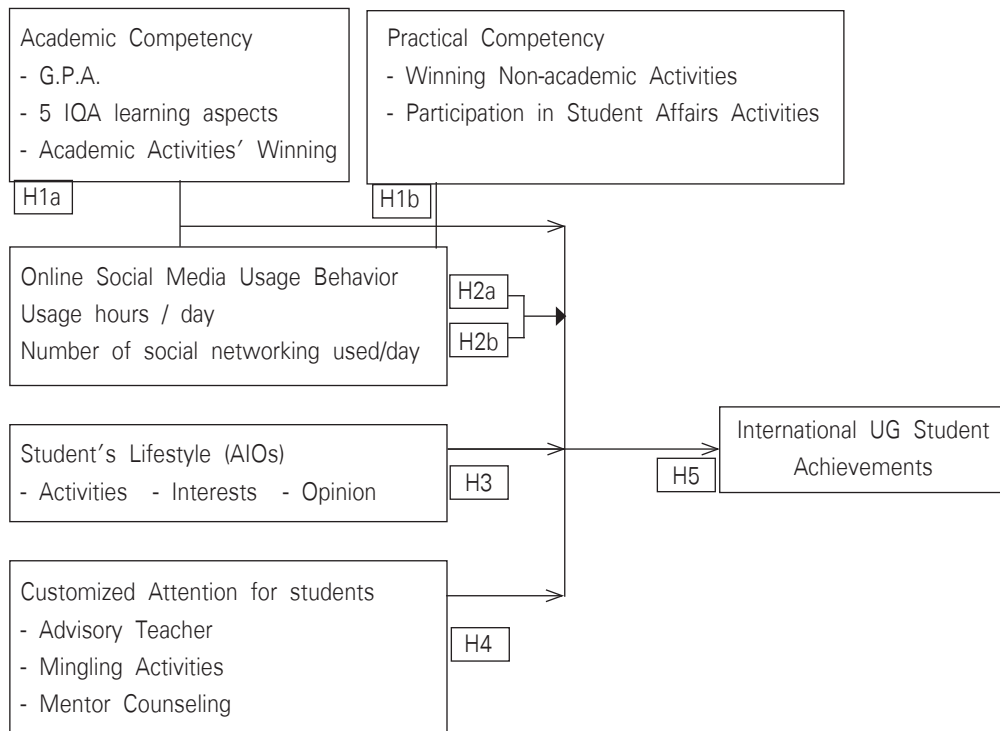 Academic Competency
- G.P.A.
- 5 IQA learning aspects
- Academic Activities' Winning
H1a
Practical Competency
- Winning Non-academic Activities
- Participation in Student Affairs Activities
H1b
Online Social Media Usage Behavior
Usage hours / day
Number of social networking used/day
H2a
H2b
Student's Lifestyle (AIOs)
- Activities - Interests - Opinion
H3
International UG Student
Achievements
H5
Customized Attention for students
- Advisory Teacher
- Mingling Activities
- Mentor Counseling
H4